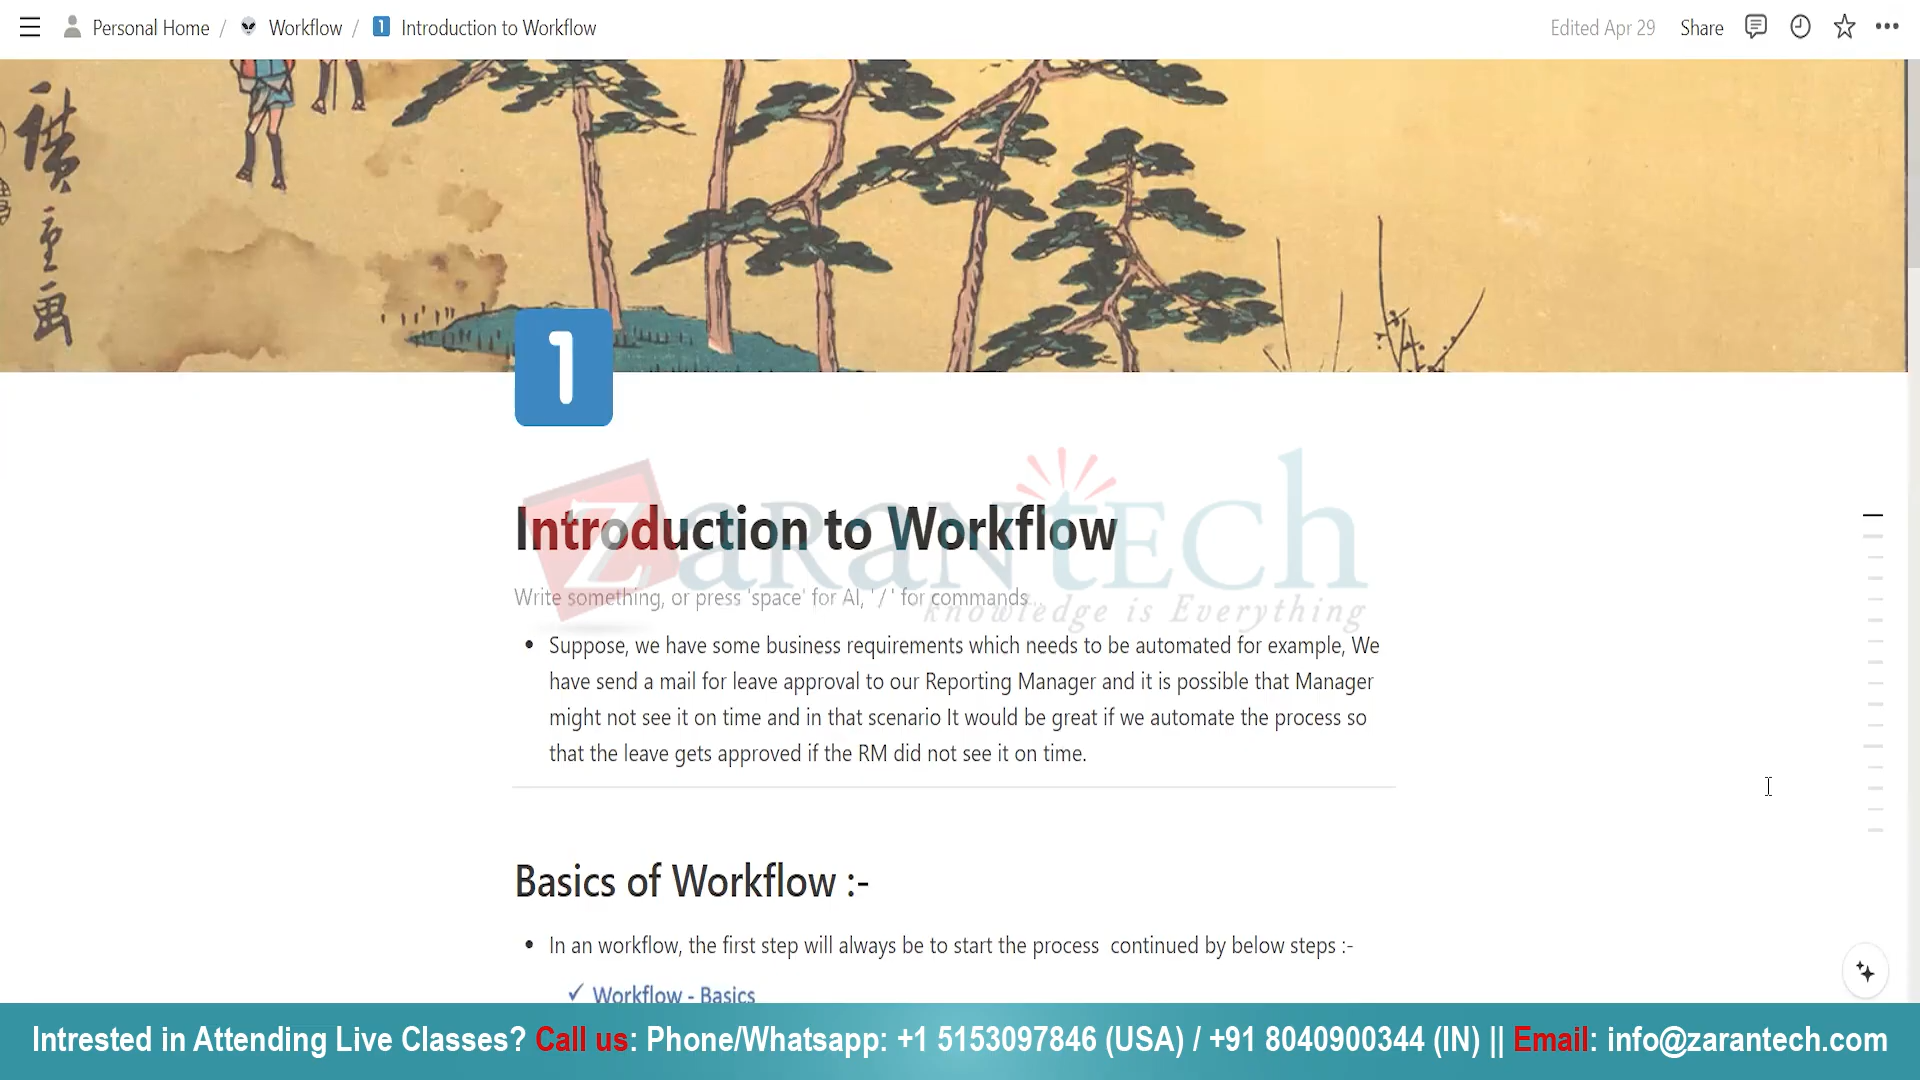 Personal Home / Workflow / 1 Introduction to Workflow
Edited Apr 29 Share
廣
重
画
1
Introduction to Workflow
ZaranTech
knowledge is Everything
Write something, or press 'space' for AI, '/' for commands…
• Suppose, we have some business requirements which needs to be automated for example, We
have send a mail for leave approval to our Reporting Manager and it is possible that Manager
might not see it on time and in that scenario It would be great if we automate the process so
that the leave gets approved if the RM did not see it on time.
Basics of Workflow :-
• In an workflow, the first step will always be to start the process continued by below steps :-
✓ Workflow - Basics
Intrested in Attending Live Classes? Call us: Phone/Whatsapp: +1 5153097846 (USA) / +91 8040900344 (IN) || Email: info@zarantech.com